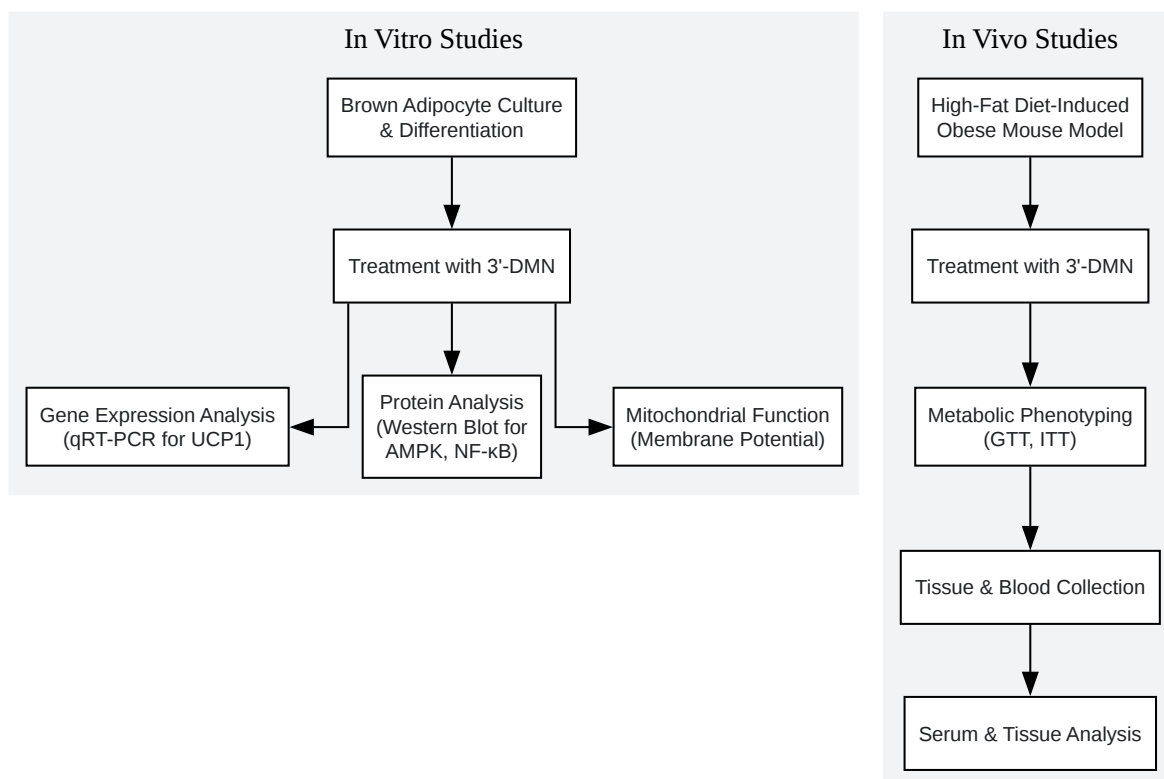 In Vitro Studies
Brown Adipocyte Culture
& Differentiation
Treatment with 3'-DMN
Gene Expression Analysis
(qRT-PCR for UCP1)
Protein Analysis
(Western Blot for
AMPK, NF-κB)
Mitochondrial Function
(Membrane Potential)
In Vivo Studies
High-Fat Diet-Induced
Obese Mouse Model
Treatment with 3'-DMN
Metabolic Phenotyping
(GTT, ITT)
Tissue & Blood Collection
Serum & Tissue Analysis